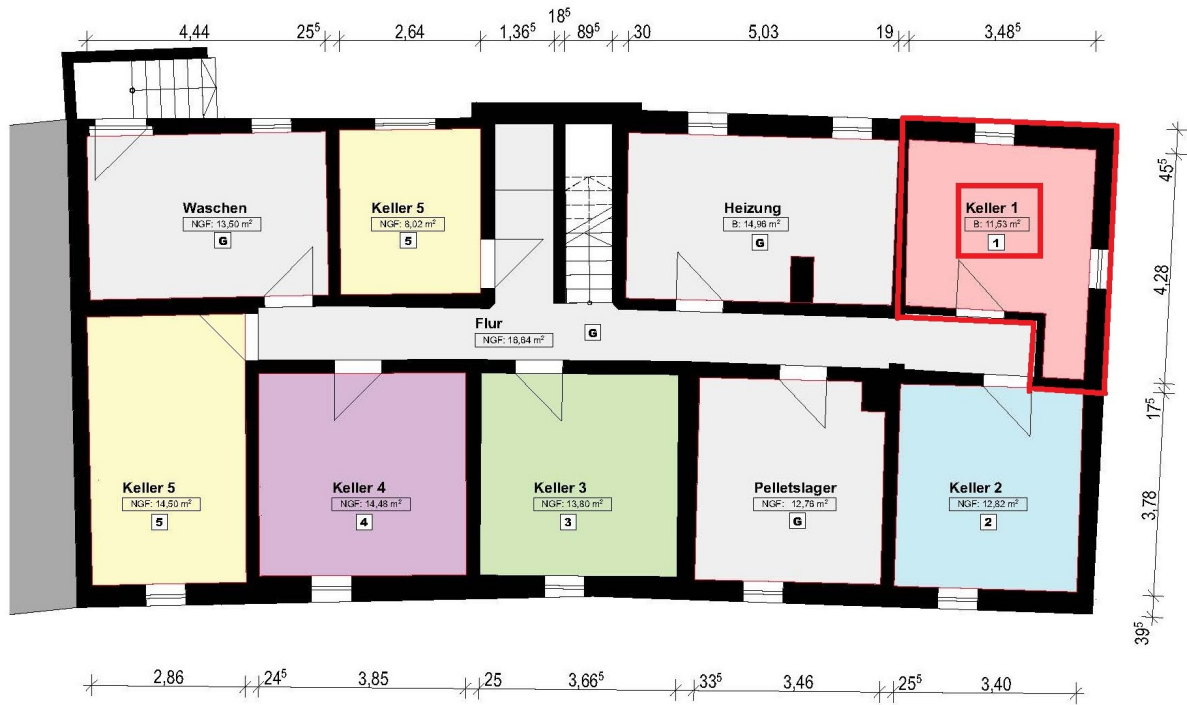 18⁵
4,44 25⁵ 2,64 1,36⁵ 89⁵ 30 5,03 19 3,48⁵
45⁵
Waschen
NGF: 13,50 m²
G
Keller 5
NGF: 8,02 m²
5
Heizung
B: 14,96 m²
G
Keller 1
B: 11,53 m²
1
4,28
Flur
NGF: 16,64 m²
G
17⁵
Keller 5
NGF: 14,50 m²
5
Keller 4
NGF: 14,48 m²
4
Keller 3
NGF: 13,80 m²
3
Pelletslager
NGF: 12,76 m²
G
Keller 2
NGF: 12,82 m²
2
3,78
39⁵
2,86 24⁵ 3,85 25 3,66⁵ 33⁵ 3,46 25⁵ 3,40